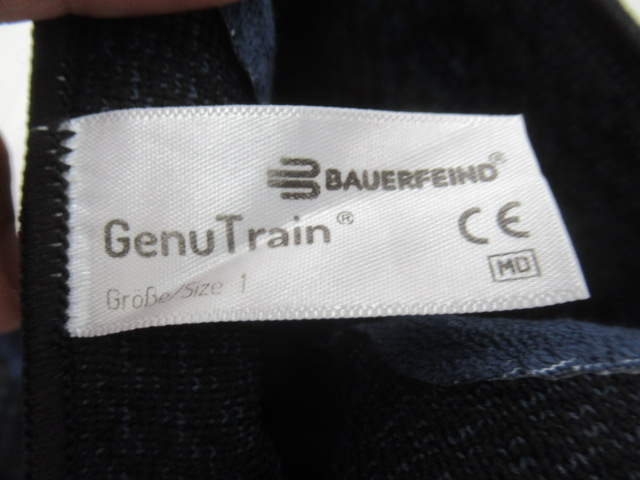 BAUERFEIND®
GenuTrain®
CE
MD
Größe/Size 1